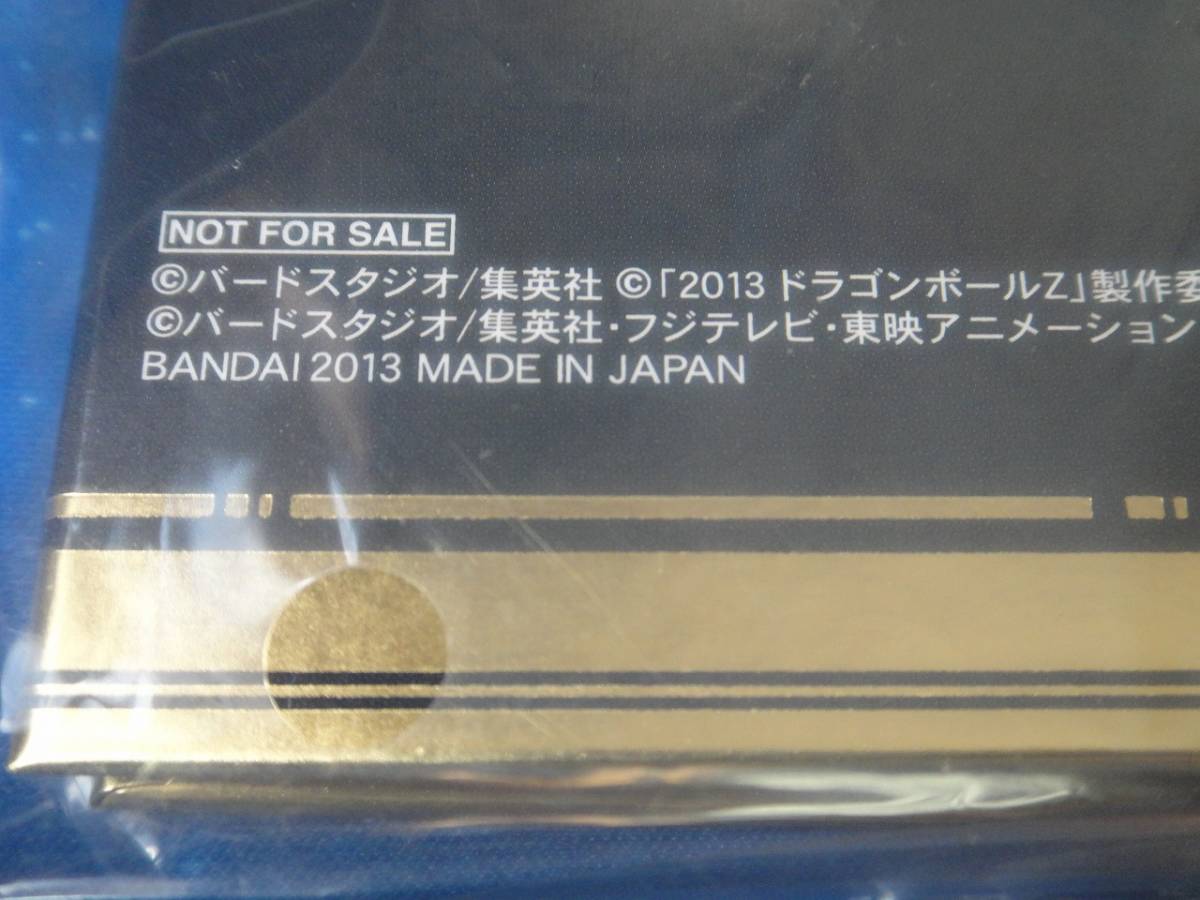 NOT FOR SALE
©バードスタジオ/集英社 ©「2013 ドラゴンボールZ」製作委
©バードスタジオ/集英社・フジテレビ・東映アニメーション
BANDAI 2013 MADE IN JAPAN